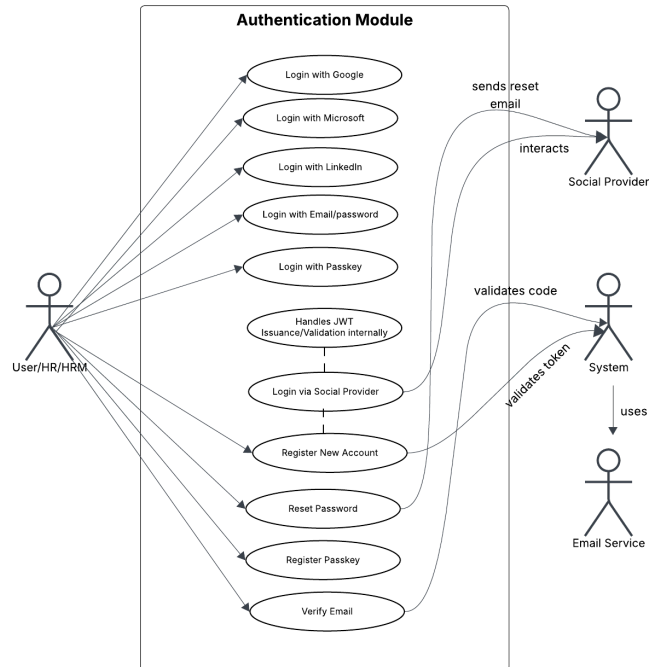 Authentication Module
Login with Google
sends reset
email
Login with Microsoft
interacts
Login with LinkedIn
Social Provider
Login with Email/password
Login with Passkey
validates code
Handles JWT
Issuance/Validation internally
User/HR/HRM
System
validates token
Login via Social Provider
uses
Register New Account
Reset Password
Email Service
Register Passkey
Verify Email